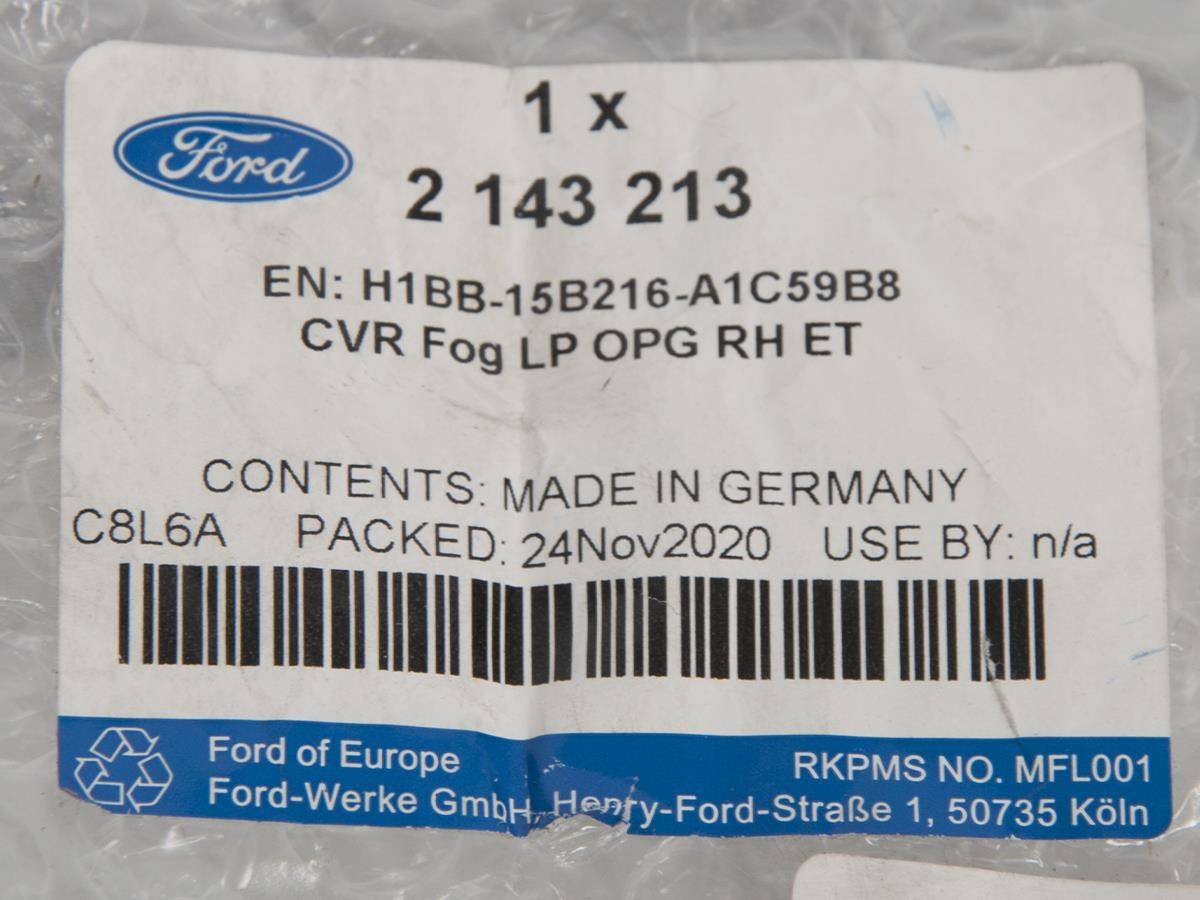 Ford
1 x
2 143 213
EN: H1BB-15B216-A1C59B8
CVR Fog LP OPG RH ET
CONTENTS: MADE IN GERMANY
C8L6A PACKED: 24Nov2020 USE BY: n/a
Ford of Europe
RKPMS NO. MFL001
Ford-Werke GmbH, Henry-Ford-Straße 1, 50735 Köln